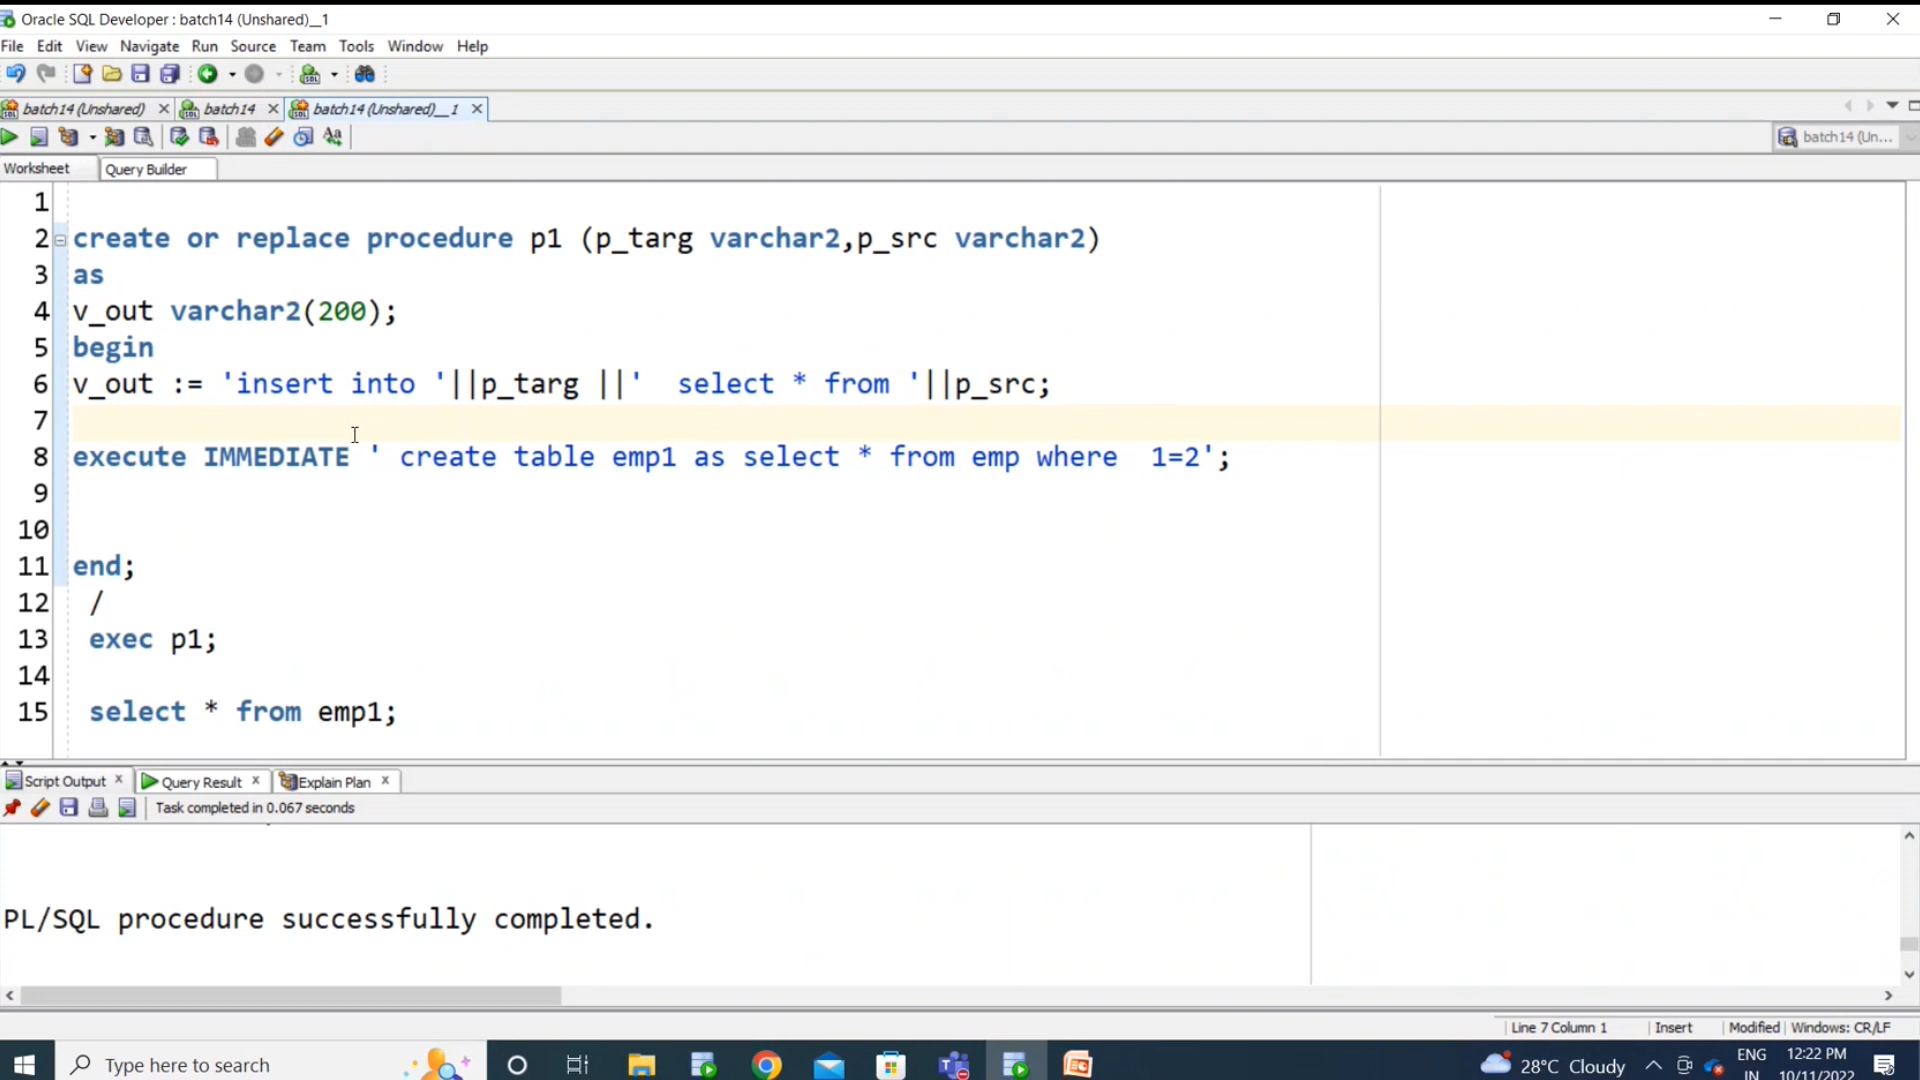 Oracle SQL Developer : batch14 (Unshared)__1
File Edit View Navigate Run Source Team Tools Window Help
batch14 (Unshared) batch14 batch14 (Unshared)__1
batch14 (Un...
Worksheet Query Builder
1
2 create or replace procedure p1 (p_targ varchar2,p_src varchar2)
3 as
4 v_out varchar2(200);
5 begin
6 v_out := 'insert into '||p_targ ||'  select * from '||p_src;
7
8 execute IMMEDIATE ' create table emp1 as select * from emp where  1=2';
9
10
11 end;
12 /
13 exec p1;
14
15 select * from emp1;
Script Output Query Result Explain Plan
Task completed in 0.067 seconds
PL/SQL procedure successfully completed.
Line 7 Column 1 Insert Modified Windows: CR/LF
Type here to search
28°C Cloudy
ENG
IN
12:22 PM
10/11/2022